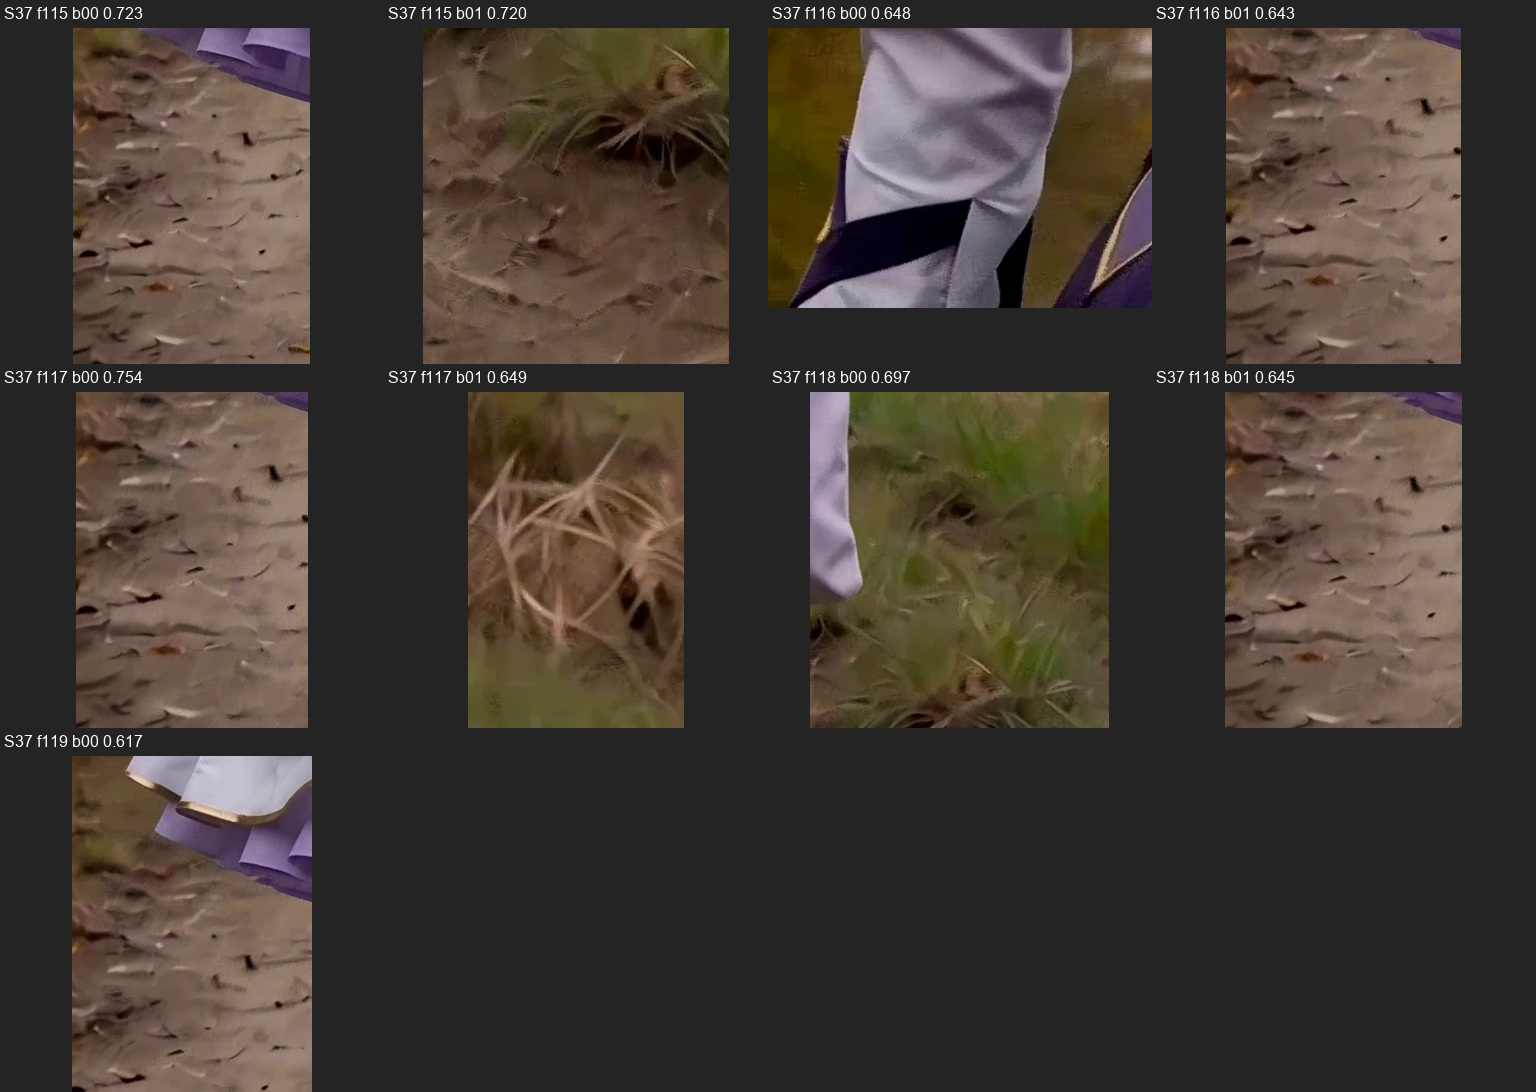 S37 f115 b00 0.723
S37 f115 b01 0.720
S37 f116 b00 0.648
S37 f116 b01 0.643
S37 f117 b00 0.754
S37 f117 b01 0.649
S37 f118 b00 0.697
S37 f118 b01 0.645
S37 f119 b00 0.617